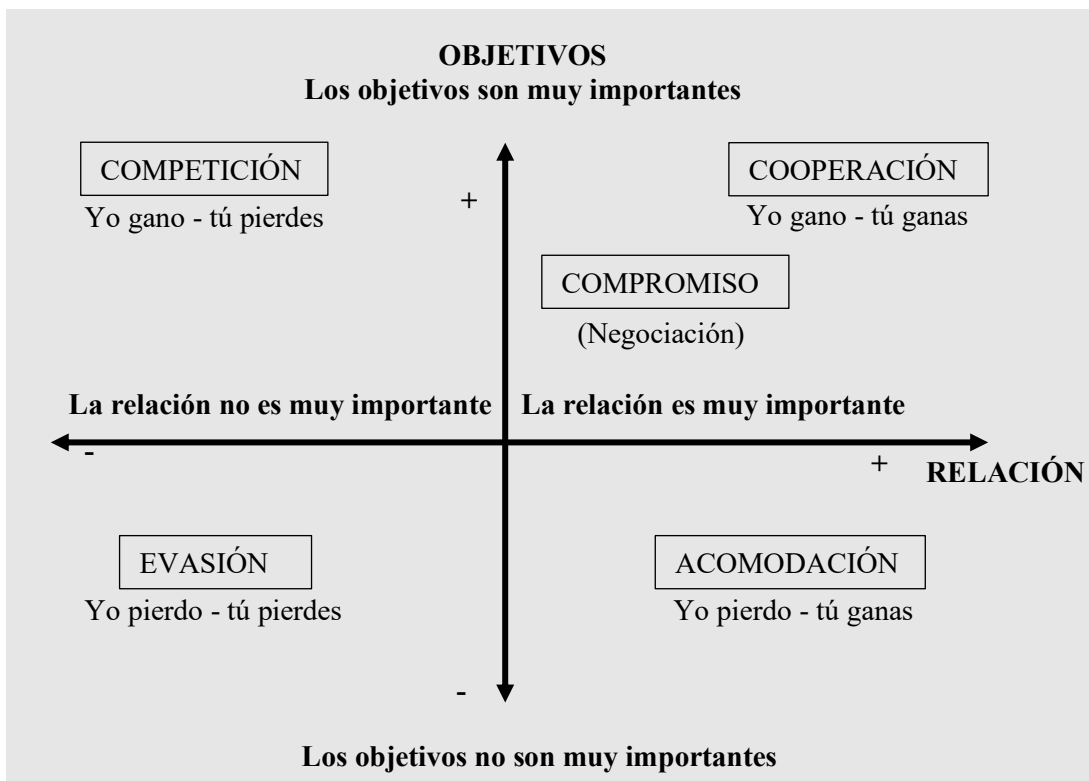 OBJETIVOS
Los objetivos son muy importantes
COMPETICIÓN
Yo gano - tú pierdes
+
COOPERACIÓN
Yo gano - tú ganas
COMPROMISO
(Negociación)
La relación no es muy importante
La relación es muy importante
-
+
RELACIÓN
EVASIÓN
Yo pierdo - tú pierdes
ACOMODACIÓN
Yo pierdo - tú ganas
-
Los objetivos no son muy importantes